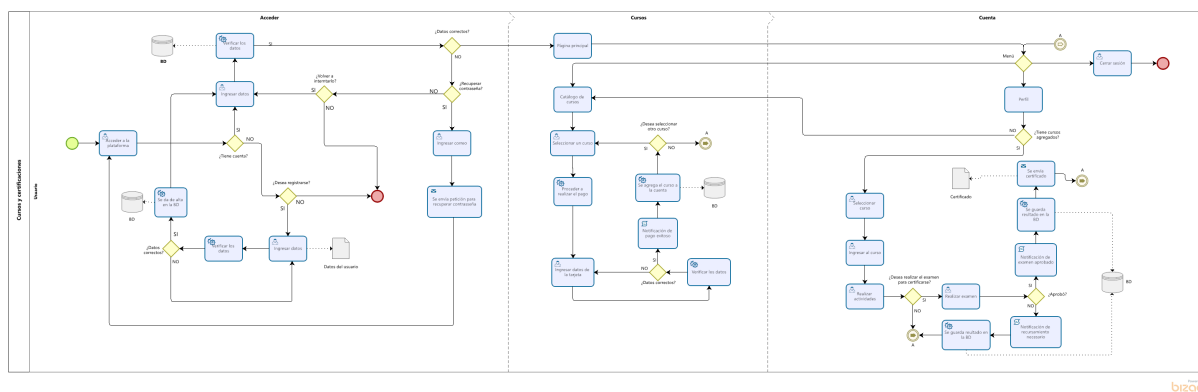 Cursos y certificaciones
Usuario
Acceder
Cursos
Cuenta
BD
Verificar los
datos
SI
¿Datos correctos?
NO
¿Volver a
intentarlo?
SI
NO
NO
¿Recuperar
contraseña?
SI
Ingresar datos
SI
NO
¿Tiene cuenta?
Acceder a la
plataforma
Ingresar correo
Se envia petición para
recuperar contraseña
¿Desea registrarse?
NO
SI
BD
Se da de alta
en la BD
SI
¿Datos
correctos?
NO
Verificar los
datos
Ingresar datos
Datos del usuario
Página principal
Catálogo de
cursos
Seleccionar un curso
Proceder a
realizar el pago
Ingresar datos de
la tarjeta
¿Desea seleccionar
otro curso?
SI
NO
A
Se agrega el curso a
la cuenta
BD
Notificación de
pago exitoso
SI
NO
¿Datos correctos?
Verificar los datos
A
Menú
Cerrar sesión
Perfil
NO
¿Tiene cursos
agregados?
SI
Seleccionar
curso
Ingresar al curso
Realizar
actividades
¿Desea realizar el examen
para certificarse?
SI
NO
A
Realizar examen
¿Aprobó?
SI
NO
Notificación de
examen aprobado
Se guarda
en la
BD
Se envia
certificado
A
Certificado
BD
Notificación de
necesario
Se guarda
en
la BD